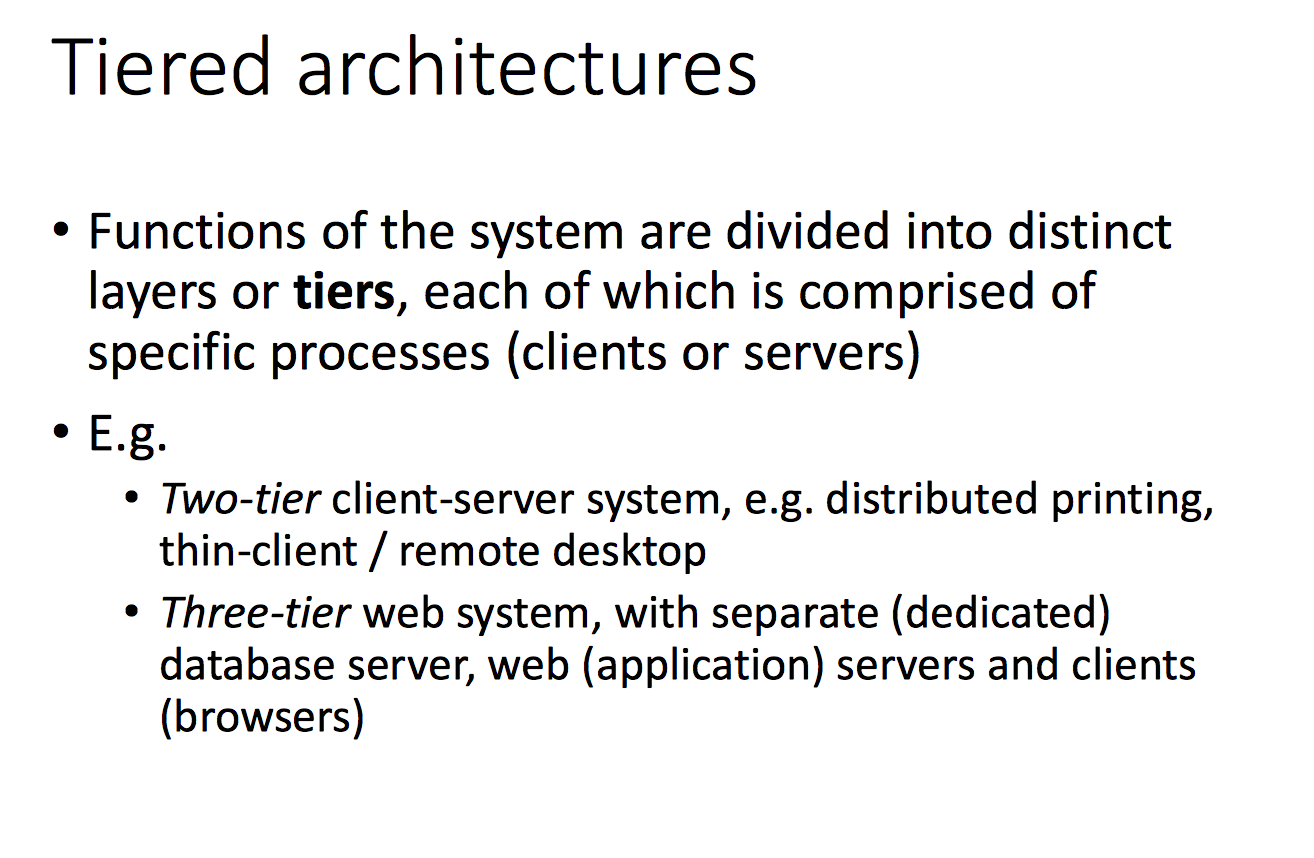 Tiered architectures
• Functions of the system are divided into distinct
layers or tiers, each of which is comprised of
specific processes (clients or servers)
• E.g.
• Two-tier client-server system, e.g. distributed printing,
thin-client / remote desktop
• Three-tier web system, with separate (dedicated)
database server, web (application) servers and clients
(browsers)